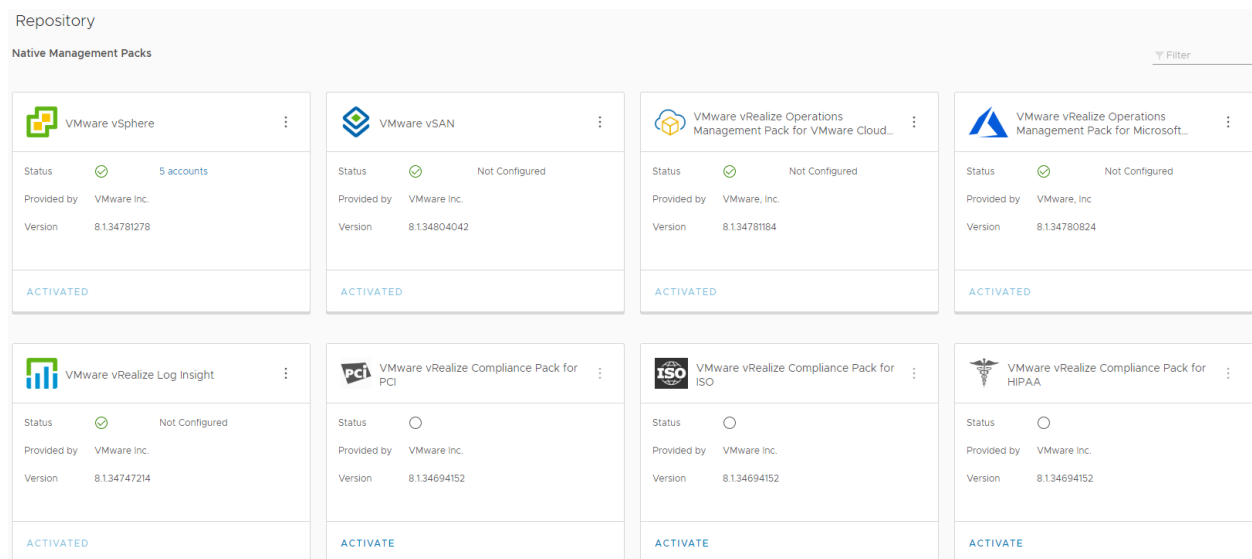 Repository
Native Management Packs
Filter
VMware vSphere
Status
5 accounts
Provided by VMware Inc.
Version 8.1.34781278
ACTIVATED
VMware vSAN
Status
Not Configured
Provided by VMware Inc.
Version 8.1.34804042
ACTIVATED
VMware vRealize Operations
Management Pack for VMware Cloud...
Status
Not Configured
Provided by VMware, Inc.
Version 8.1.34781184
ACTIVATED
VMware vRealize Operations
Management Pack for Microsoft...
Status
Not Configured
Provided by VMware, Inc
Version 8.1.34780824
ACTIVATED
VMware vRealize Log Insight
Status
Not Configured
Provided by VMware Inc.
Version 8.1.34747214
ACTIVATED
PCI
VMware vRealize Compliance Pack for
PCI
Status
Provided by VMware Inc.
Version 8.1.34694152
ACTIVATE
ISO
VMware vRealize Compliance Pack for
ISO
Status
Provided by VMware Inc.
Version 8.1.34694152
ACTIVATE
VMware vRealize Compliance Pack for
HIPAA
Status
Provided by VMware Inc.
Version 8.1.34694152
ACTIVATE